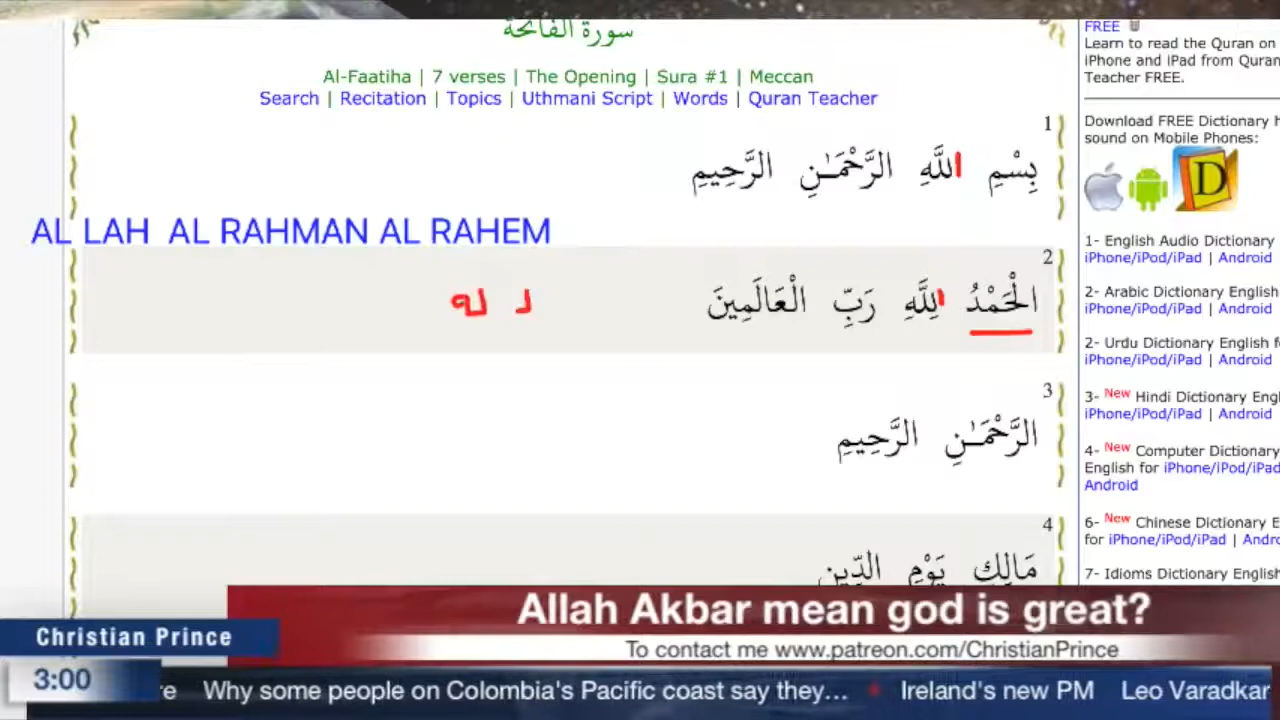 سورة الفاتحة
Al-Faatiha | 7 verses | The Opening | Sura #1 | Meccan
Search | Recitation | Topics | Uthmani Script | Words | Quran Teacher
1
بِسْمِ اللَّهِ الرَّحْمَـٰنِ الرَّحِيمِ
AL LAH AL RAHMAN AL RAHEM
2
الْحَمْدُ لِلَّهِ رَبِّ الْعَالَمِينَ
3
الرَّحْمَـٰنِ الرَّحِيمِ
4
مَالِكِ يَوْمِ الدِّينِ
FREE
Learn to read the Quran on
iPhone and iPad from Quran
Teacher FREE.
Download FREE Dictionary
sound on Mobile Phones:
D
1- English Audio Dictionary
iPhone/iPod/iPad | Android
2- Arabic Dictionary English
iPhone/iPod/iPad | Android
2- Urdu Dictionary English
iPhone/iPod/iPad | Android
3- New Hindi Dictionary
iPhone/iPod/iPad | Android
4- New Computer Dictionary
English for iPhone/iPod/iPad
Android
6- New Chinese Dictionary
for iPhone/iPod/iPad |
7- Idioms Dictionary English
Allah Akbar mean god is great?
Christian Prince
To contact me www.patreon.com/ChristianPrince
3:00
Why some people on Colombia's Pacific coast say they... • Ireland's new PM Leo Varadkar